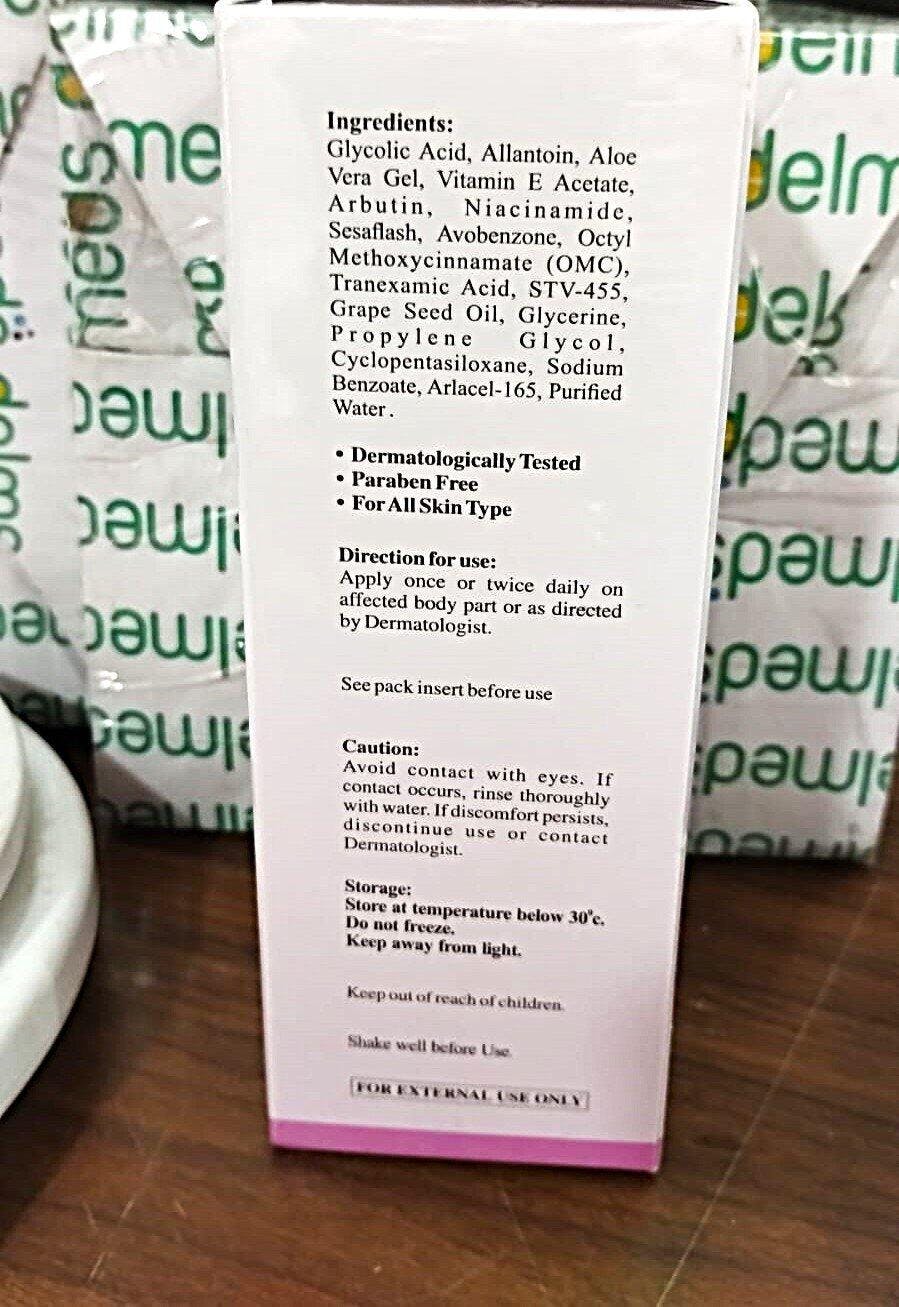 Ingredients:
Glycolic Acid, Allantoin, Aloe
Vera Gel, Vitamin E Acetate,
Arbutin, Niacinamide,
Sesaflash, Avobenzone, Octyl
Methoxycinnamate (OMC),
Tranexamic Acid, STV-455,
Grape Seed Oil, Glycerine,
Propylene Glycol,
Cyclopentasiloxane, Sodium
Benzoate, Arlacel-165, Purified
Water.
• Dermatologically Tested
• Paraben Free
• For All Skin Type
Direction for use:
Apply once or twice daily on
affected body part or as directed
by Dermatologist.
See pack insert before use
Caution:
Avoid contact with eyes. If
contact occurs, rinse thoroughly
with water. If discomfort persists,
discontinue use or contact
Dermatologist.
Storage:
Store at temperature below 30°c.
Do not freeze.
Keep away from light.
Keep out of reach of children.
Shake well before Use.
FOR EXTERNAL USE ONLY